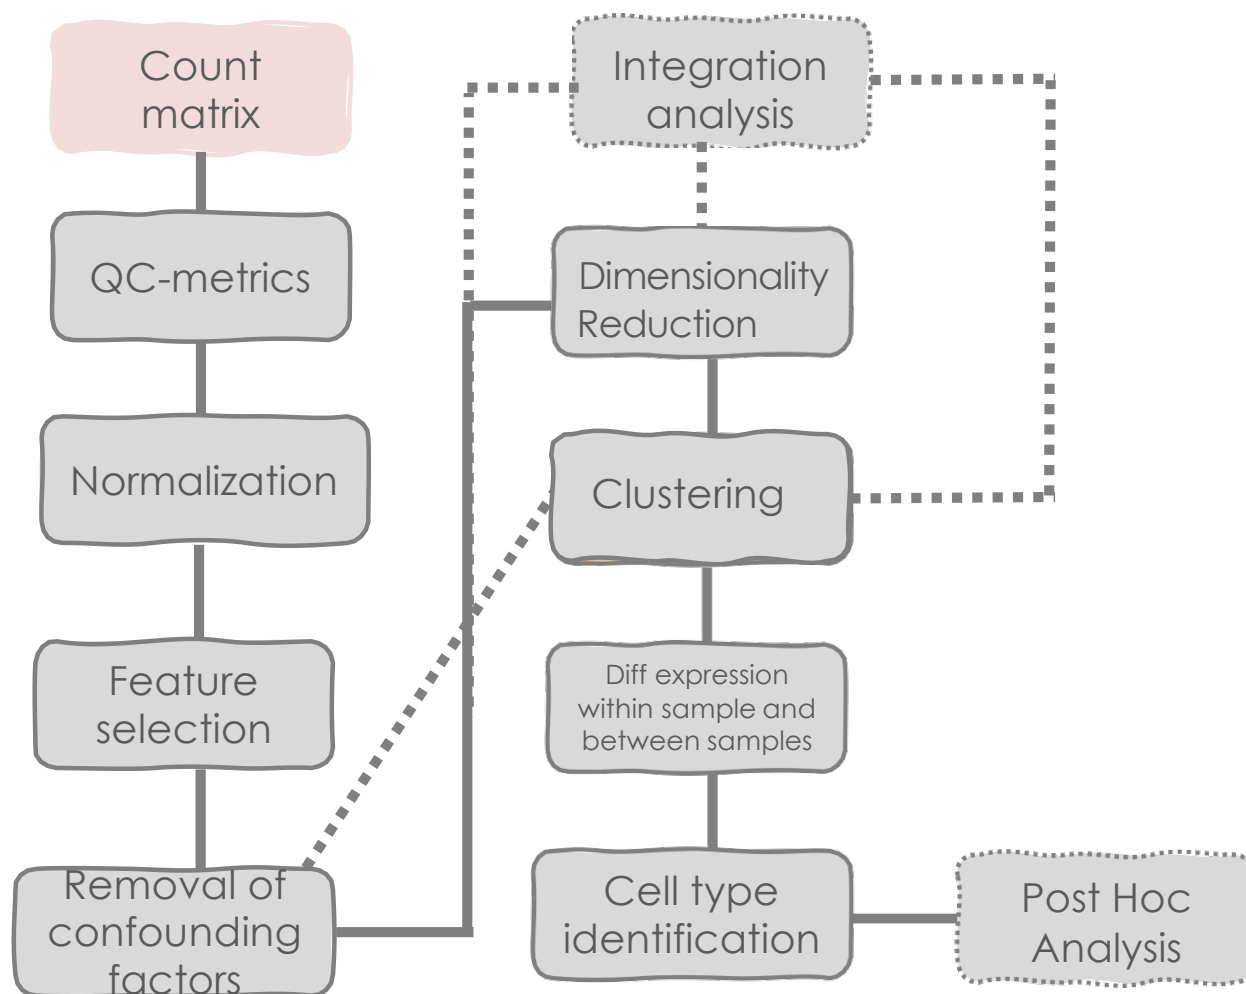 Count
matrix
QC-metrics
Normalization
Feature
selection
Removal of
confounding
factors
Integration
analysis
Dimensionality
Reduction
Clustering
Diff expression
within sample and
between samples
Cell type
identification
Post Hoc
Analysis